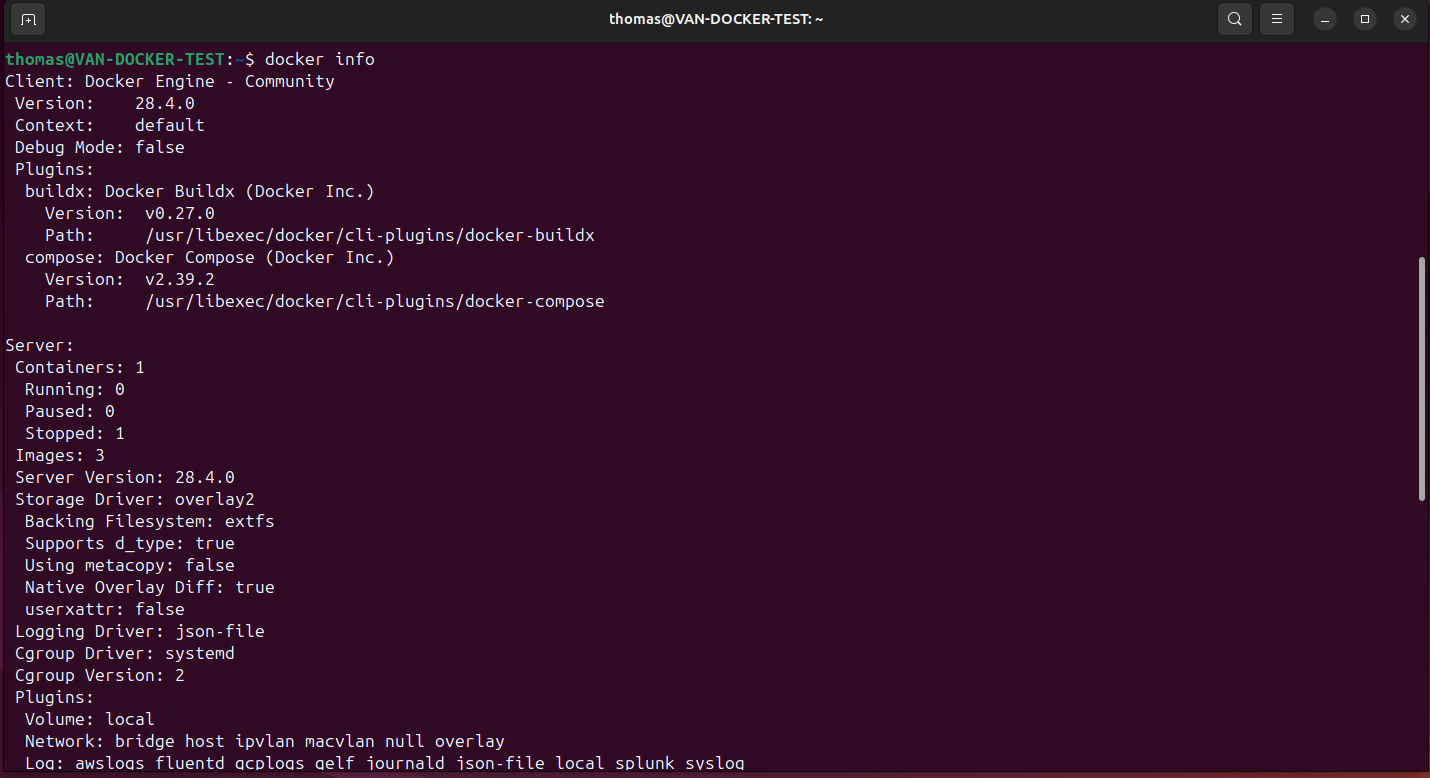 thomas@VAN-DOCKER-TEST: ~
thomas@VAN-DOCKER-TEST:~$ docker info
Client: Docker Engine - Community
 Version:    28.4.0
 Context:    default
 Debug Mode: false
 Plugins:
  buildx: Docker Buildx (Docker Inc.)
    Version:  v0.27.0
    Path:     /usr/libexec/docker/cli-plugins/docker-buildx
  compose: Docker Compose (Docker Inc.)
    Version:  v2.39.2
    Path:     /usr/libexec/docker/cli-plugins/docker-compose

Server:
 Containers: 1
  Running: 0
  Paused: 0
  Stopped: 1
 Images: 3
 Server Version: 28.4.0
 Storage Driver: overlay2
  Backing Filesystem: extfs
  Supports d_type: true
  Using metacopy: false
  Native Overlay Diff: true
  userxattr: false
 Logging Driver: json-file
 Cgroup Driver: systemd
 Cgroup Version: 2
 Plugins:
  Volume: local
  Network: bridge host ipvlan macvlan null overlay
  Log: awslogs fluentd gcplogs gelf journald json-file local splunk syslog